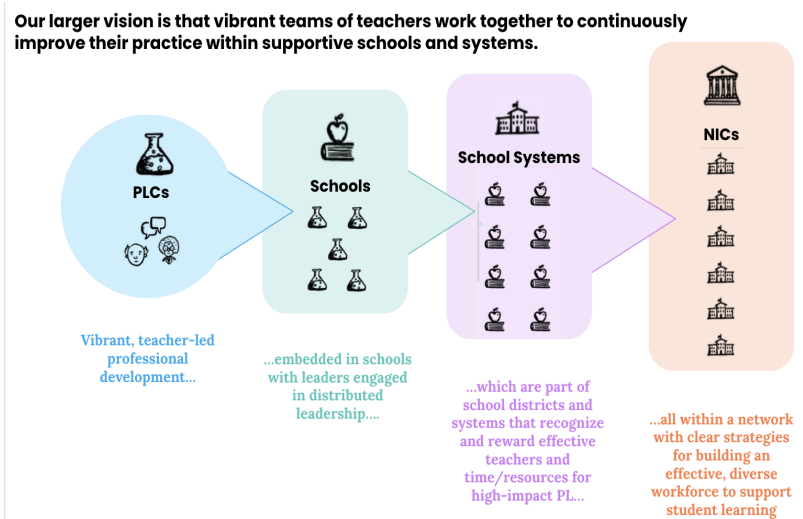 Our larger vision is that vibrant teams of teachers work together to continuously
improve their practice within supportive schools and systems.
PLCs
Vibrant, teacher-led
professional
development...
Schools
...embedded in schools
with leaders engaged
in distributed
leadership....
School Systems
...which are part of
school districts and
systems that recognize
and reward effective
teachers and
time/resources for
high-impact PL...
NICs
...all within a network
with clear strategies
for building an
effective, diverse
workforce to support
student learning